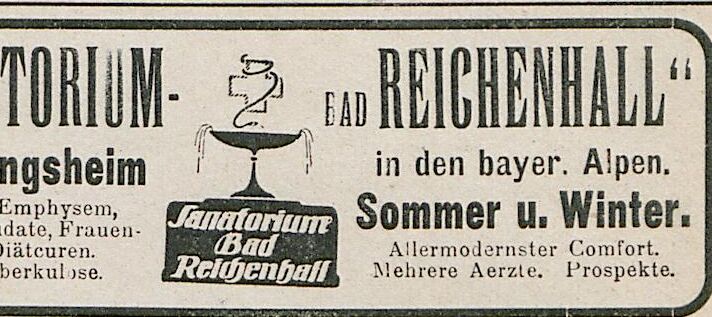 TORIUM-
ngsheim
Emphysem,
udate, Frauen-
Diätcuren.
berkulose.
Sanatorium
Bad
Reichenhall
BAD REICHENHALL“
in den bayer. Alpen.
Sommer u. Winter.
Allermodernster Comfort.
Mehrere Aerzte. Prospekte.